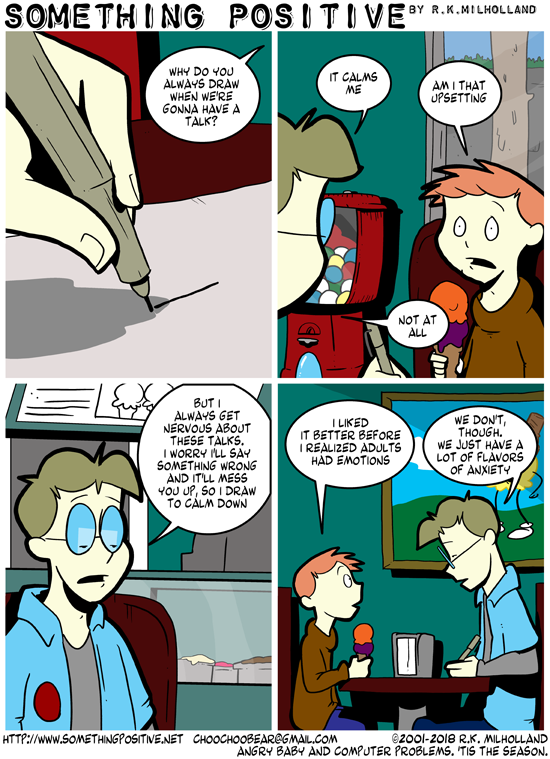 SOMETHING POSITIVE BY R.K.MILHOLLAND
WHY DO YOU
ALWAYS DRAW
WHEN WE'RE
GONNA HAVE A
TALK?
IT CALMS
ME
AM I THAT
UPSETTING
NOT AT
ALL
BUT I
ALWAYS GET
NERVOUS ABOUT
THESE TALKS.
I WORRY I'LL SAY
SOMETHING WRONG
AND IT'LL MESS
YOU UP, SO I DRAW
TO CALM DOWN
I LIKED
IT BETTER BEFORE
I REALIZED ADULTS
HAD EMOTIONS
WE DON'T,
THOUGH.
WE JUST HAVE A
LOT OF FLAVORS
OF ANXIETY
HTTP://WWW.SOMETHINGPOSITIVE.NET CHOOCHOOBEAR@GMAIL.COM ©2001-2018 R.K. MILHOLLAND
ANGRY BABY AND COMPUTER PROBLEMS. 'TIS THE SEASON.